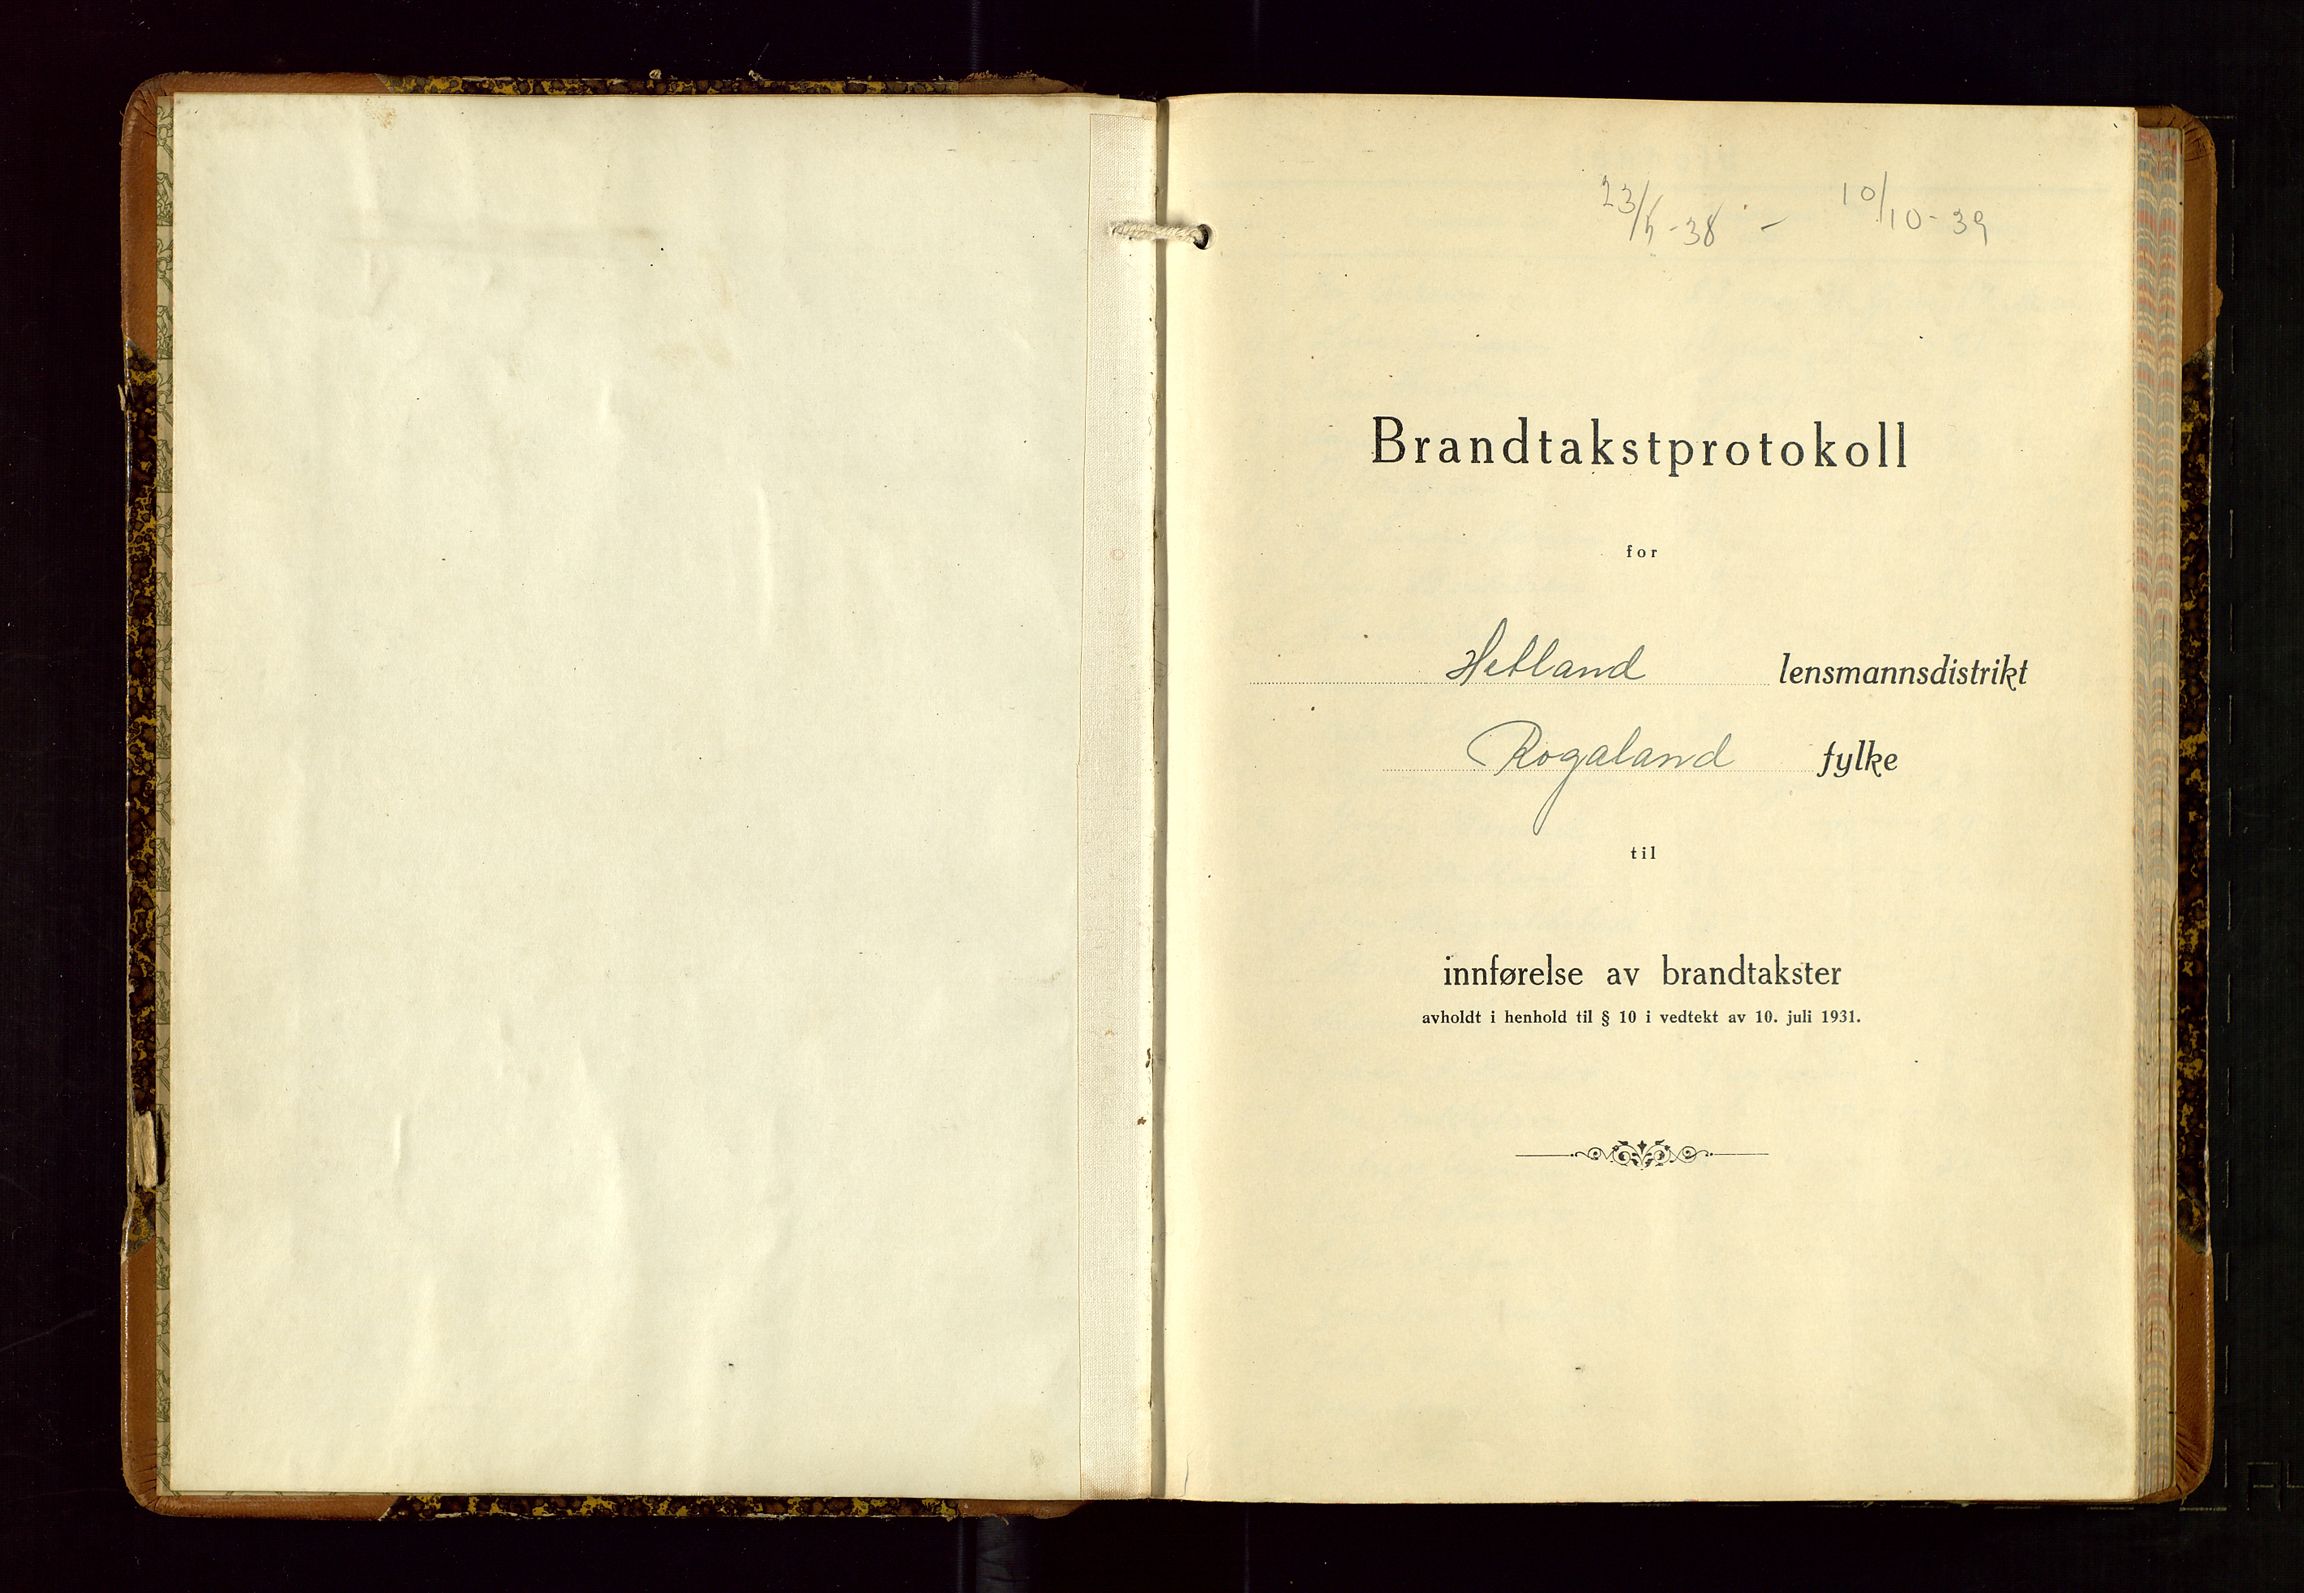 23/5-38 - 10/10-39
Brandtakstprotokoll
for
Hetland lensmannsdistrikt
Rogaland fylke
til
innførelse av brandtakster
avholdt i henhold til § 10 i vedtekt av 10. juli 1931.